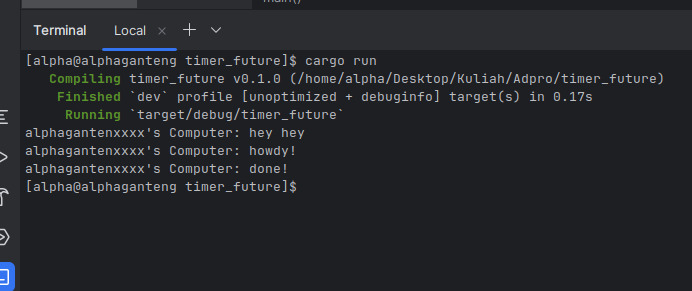 main()
Terminal Local
[alpha@alphaganteng timer_future]$ cargo run
Compiling timer_future v0.1.0 (/home/alpha/Desktop/Kuliah/Adpro/timer_future)
Finished `dev` profile [unoptimized + debuginfo] target(s) in 0.17s
Running `target/debug/timer_future`
alphagantenxxxx's Computer: hey hey
alphagantenxxxx's Computer: howdy!
alphagantenxxxx's Computer: done!
[alpha@alphaganteng timer_future]$